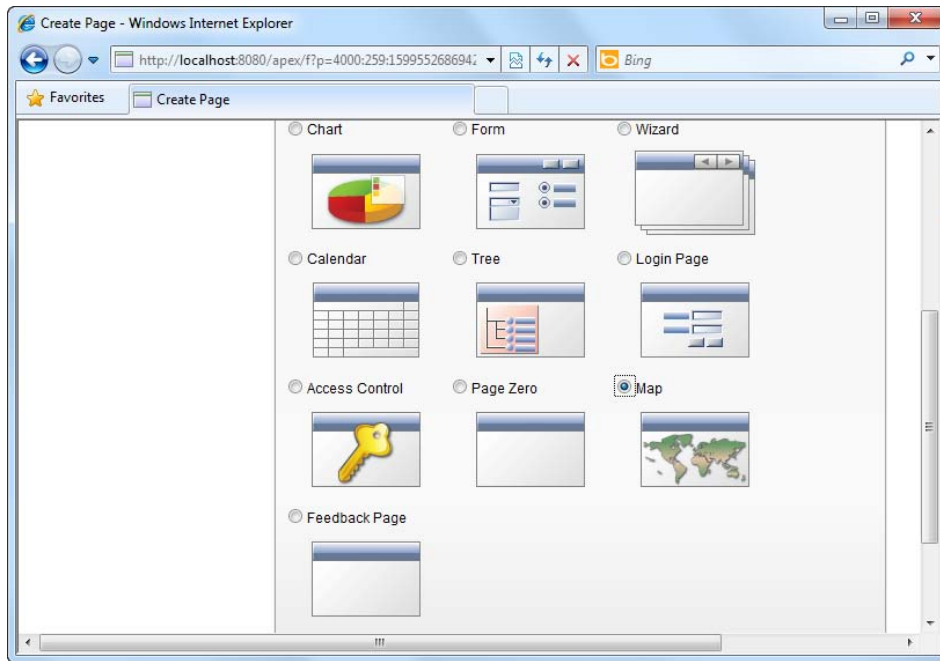 Create Page - Windows Internet Explorer
http://localhost:8080/apex/f?p=4000:259:1599552686942
Bing
Favorites
Create Page
Chart Form Wizard
Calendar Tree Login Page
Access Control Page Zero Map
Feedback Page